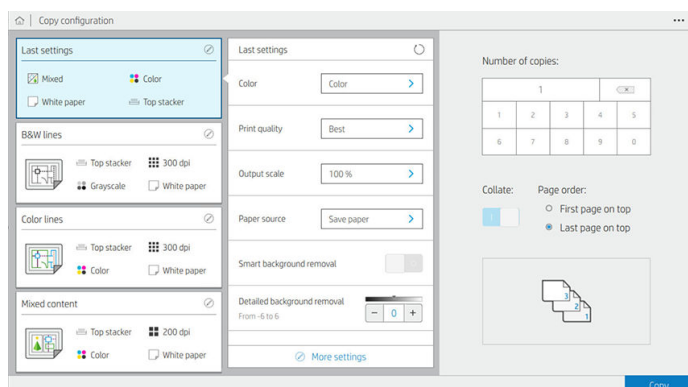 Copy configuration
Last settings
Mixed
Color
White paper
Top stacker
B&W lines
Top stacker
300 dpi
Grayscale
White paper
Color lines
Top stacker
300 dpi
Color
White paper
Mixed content
Top stacker
200 dpi
Color
White paper
Last settings
Color
Color
Print quality
Best
Output scale
100 %
Paper source
Save paper
Smart background removal
Detailed background removal
From -6 to 6
− 0 +
More settings
Number of copies:
1
1 2 3 4 5
6 7 8 9 0
Collate:
Page order:
First page on top
Last page on top
3
2
1
Copy